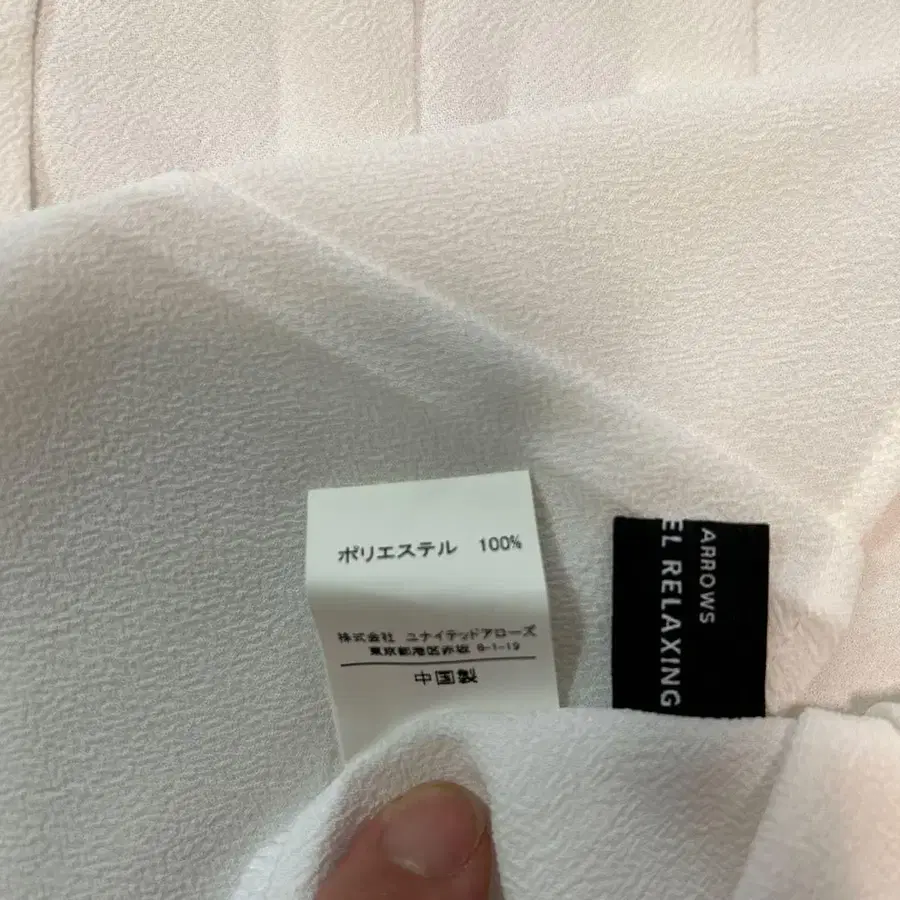 ポリエステル 100%
株式会社 ユナイテッドアローズ
東京都港区赤坂 8-1-19
中国製
ARROWS
EL RELAXING